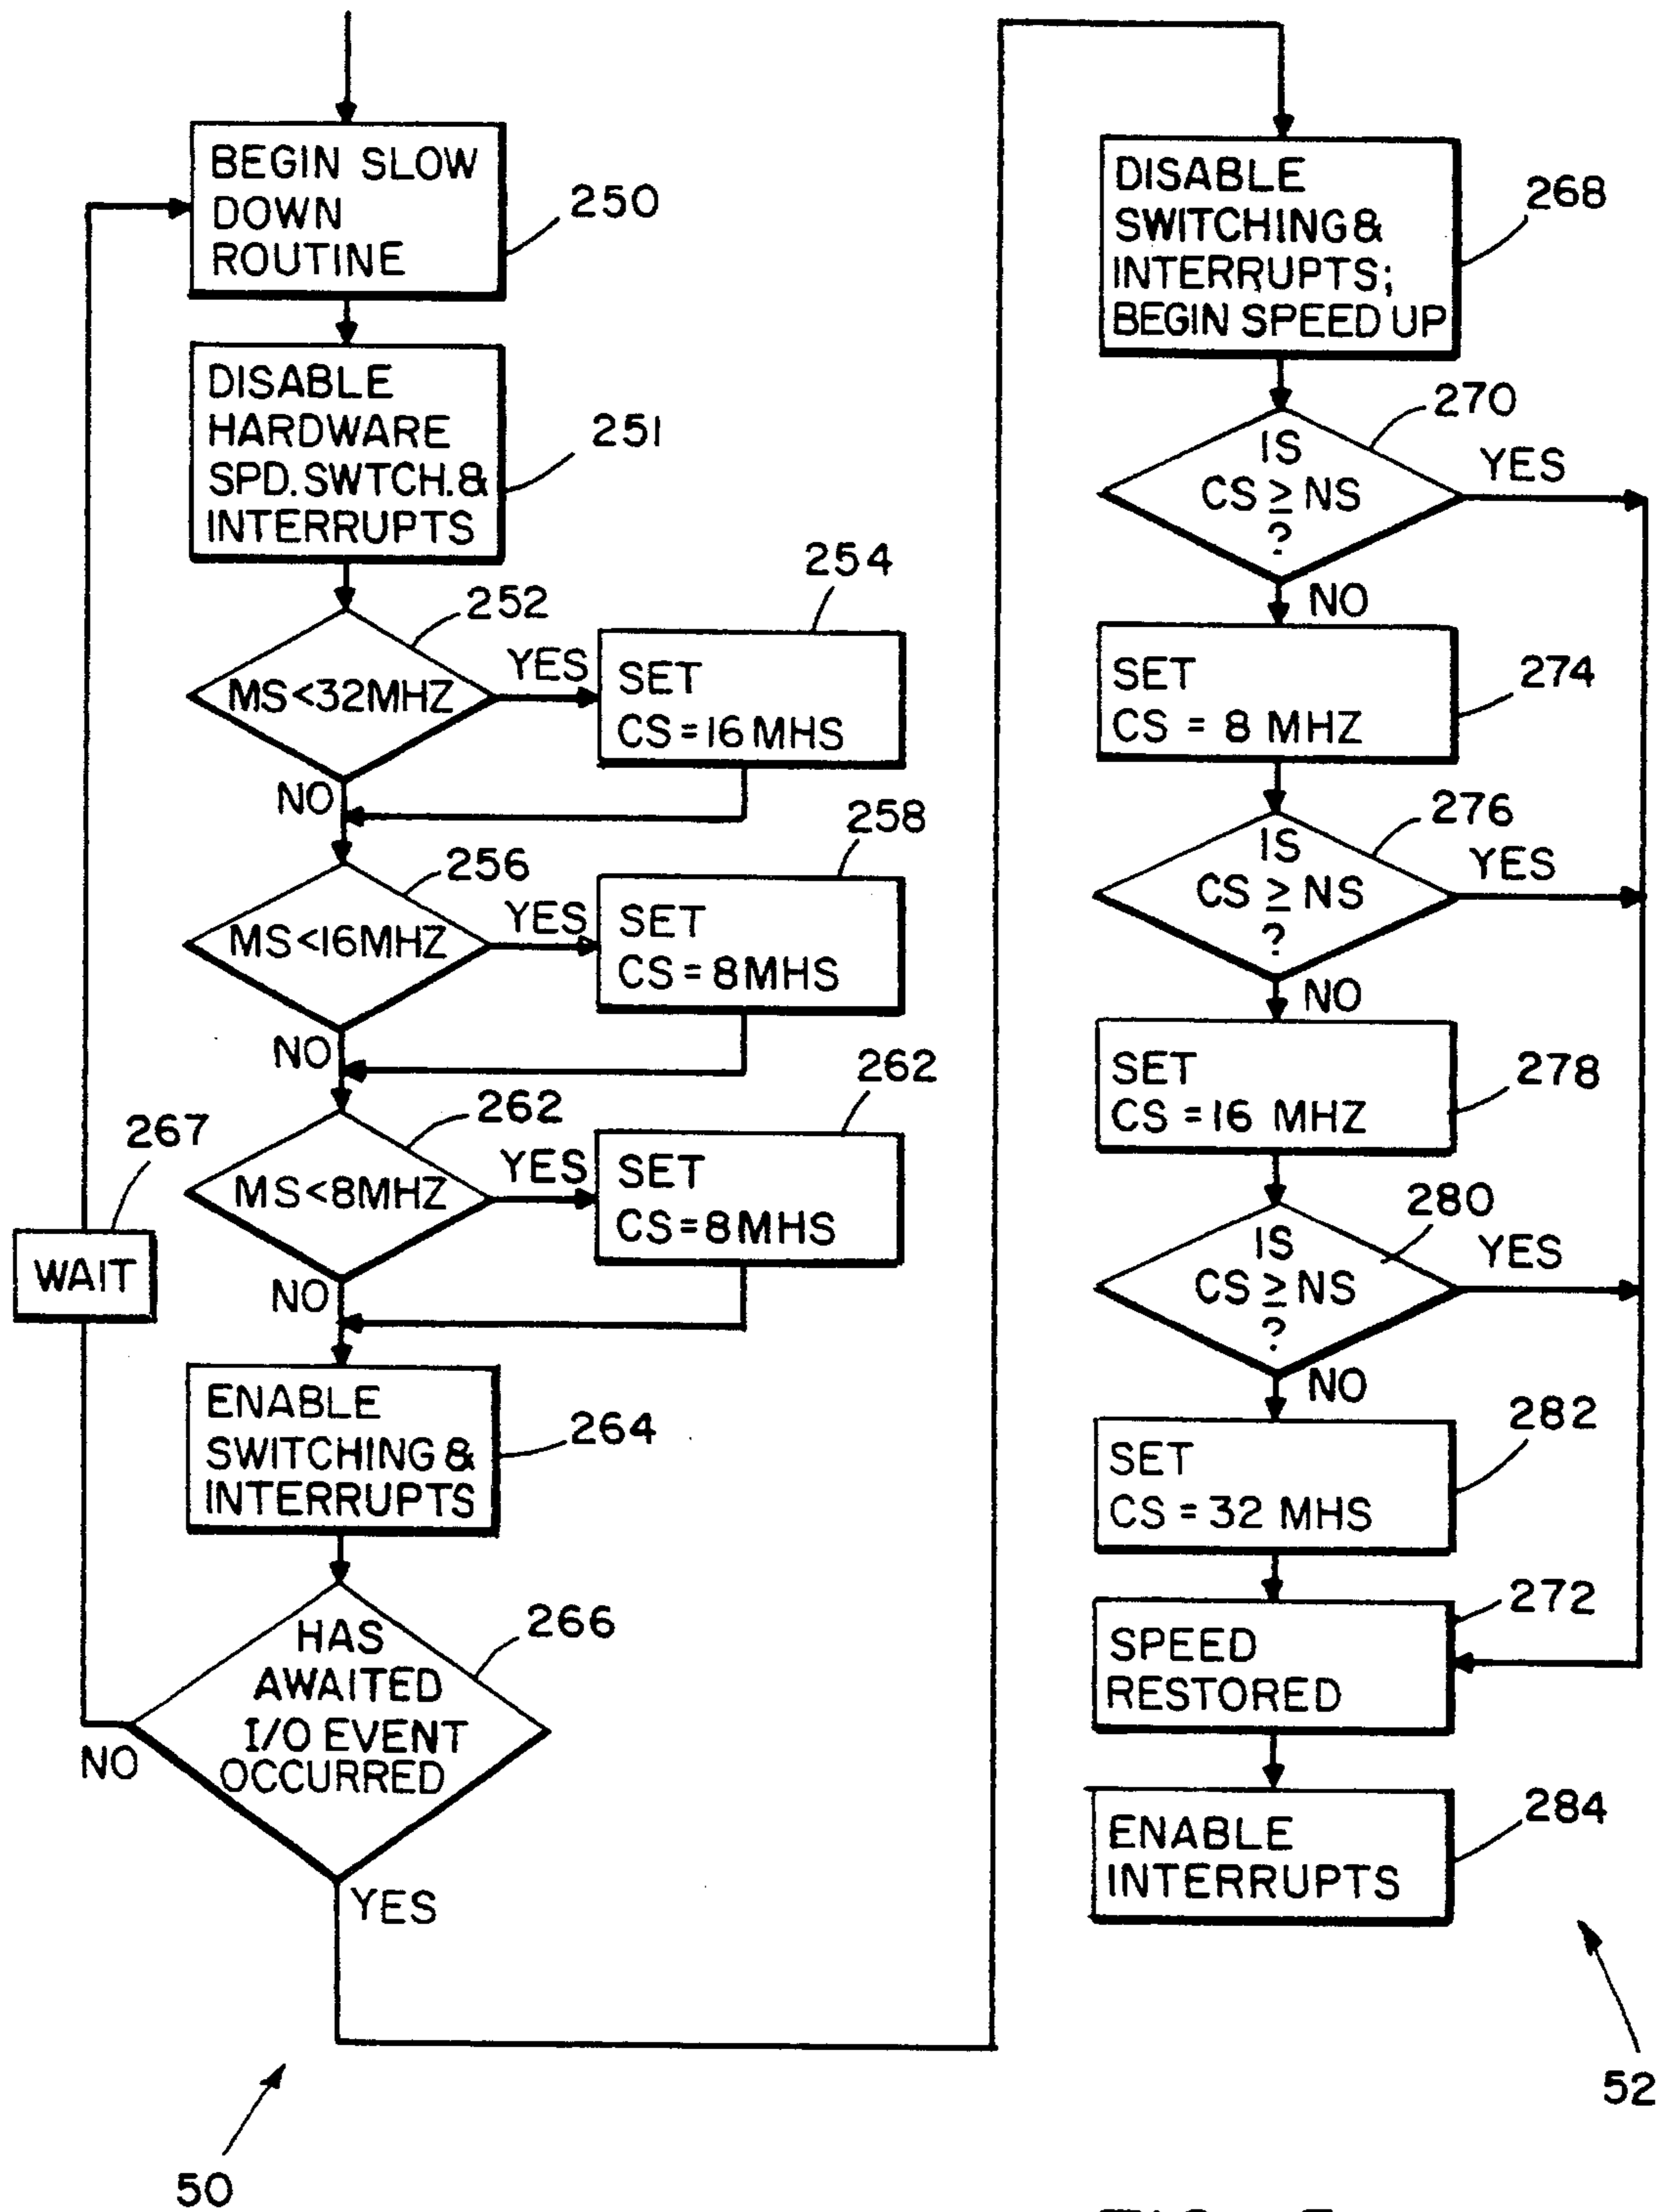 BEGIN SLOW
DOWN
ROUTINE
250
DISABLE
HARDWARE
SPD. SWTCH. &
INTERRUPTS
251
MS<32MHZ
252
YES
NO
SET
CS = 16 MHS
254
MS<16MHZ
256
YES
NO
SET
CS = 8MHS
258
MS<8MHZ
262
YES
NO
SET
CS = 8MHS
262
267
WAIT
ENABLE
SWITCHING &
INTERRUPTS
264
HAS
AWAITED
I/O EVENT
OCCURRED
266
NO
YES
50
DISABLE
SWITCHING &
INTERRUPTS;
BEGIN SPEED UP
268
IS
CS ≥ NS
?
270
YES
NO
SET
CS = 8 MHZ
274
IS
CS ≥ NS
?
276
YES
NO
SET
CS = 16 MHZ
278
IS
CS ≥ NS
?
280
YES
NO
SET
CS = 32 MHS
282
SPEED
RESTORED
272
ENABLE
INTERRUPTS
284
52